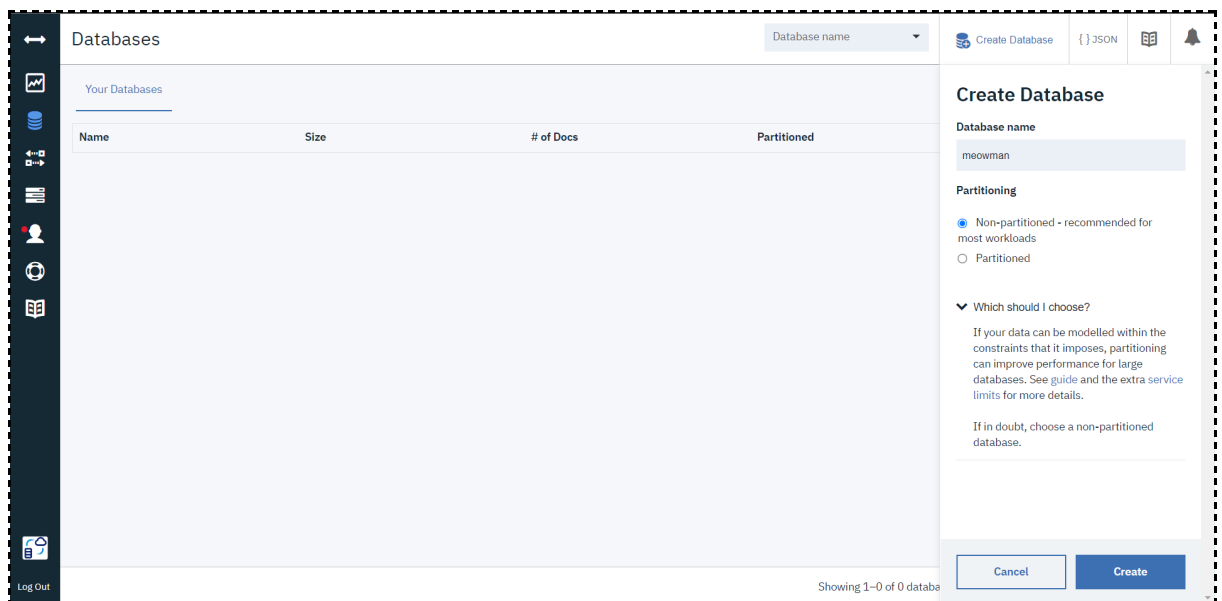 Databases
Database name
Create Database
{ } JSON
Your Databases
Name
Size
# of Docs
Partitioned
Create Database
Database name
meowman
Partitioning
Non-partitioned - recommended for
most workloads
Partitioned
Which should I choose?
If your data can be modelled within the
constraints that it imposes, partitioning
can improve performance for large
databases. See guide and the extra service
limits for more details.
If in doubt, choose a non-partitioned
database.
Cancel
Create
Log Out
Showing 1–0 of 0 databa